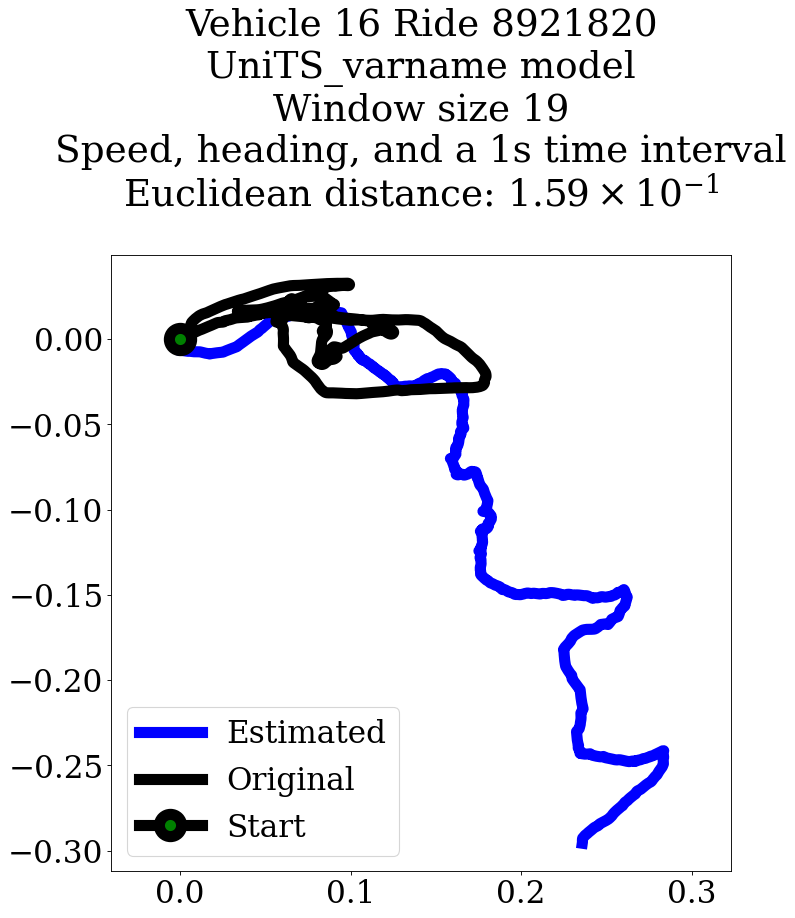 Vehicle 16 Ride 8921820
UniTS_varname model
Window size 19
Speed, heading, and a 1s time interval
Euclidean distance: 1.59 × 10⁻¹
0.00
−0.05
−0.10
−0.15
−0.20
−0.25
−0.30
Estimated
Original
Start
0.0 0.1 0.2 0.3